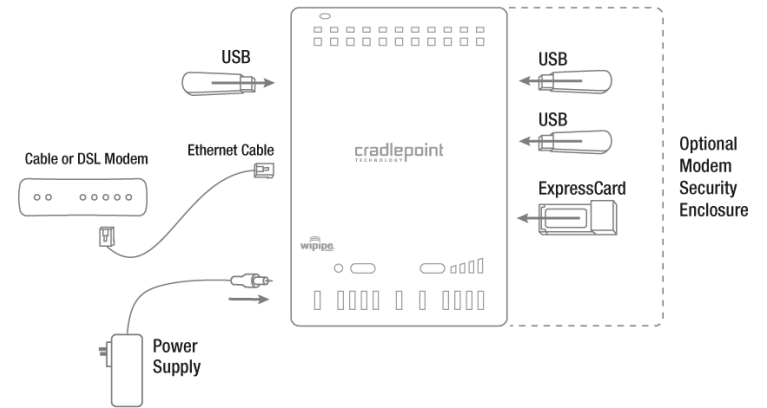 USB
USB
USB
Ethernet Cable
Cable or DSL Modem
cradlepoint
TECHNOLOGY
ExpressCard
Optional
Modem
Security
Enclosure
wipipe
Power
Supply